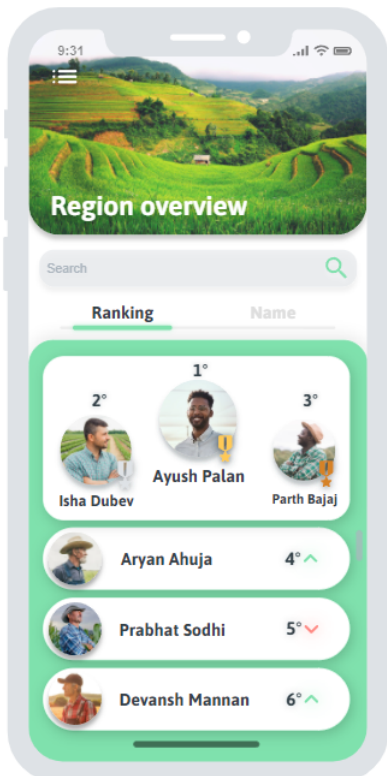 9:31
Region overview
Search
Ranking Name
1°
2° 3°
Ayush Palan
Isha Dubey Parth Bajaj
Aryan Ahuja 4°
Prabhat Sodhi 5°
Devansh Mannan 6°